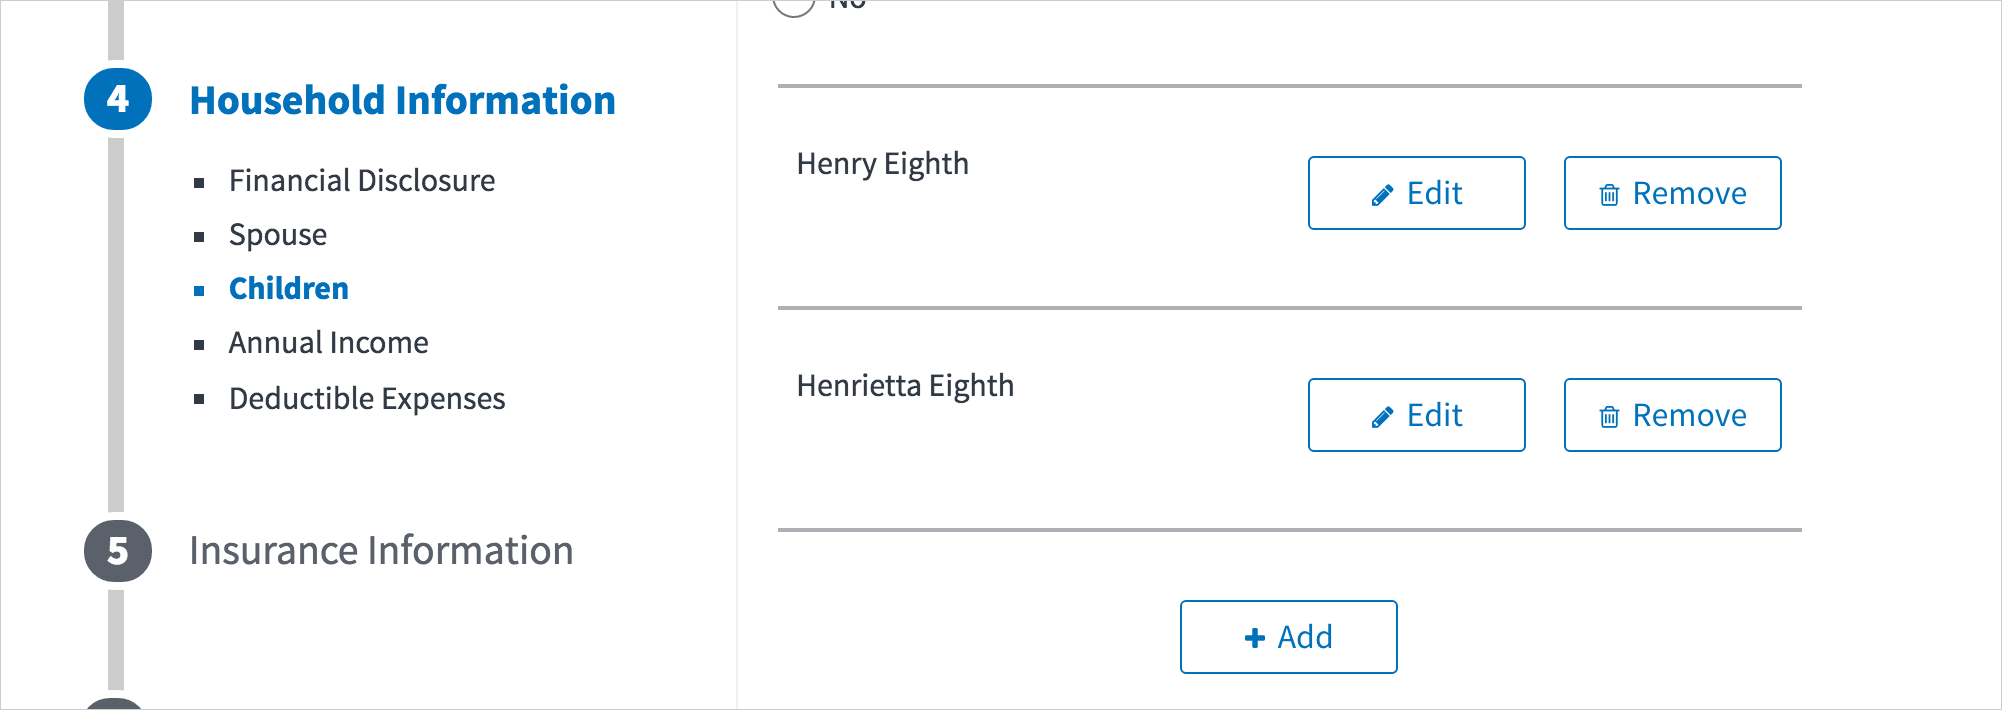 No
4 Household Information
Financial Disclosure
Spouse
Children
Annual Income
Deductible Expenses
5 Insurance Information
Henry Eighth
Edit
Remove
Henrietta Eighth
Edit
Remove
+ Add